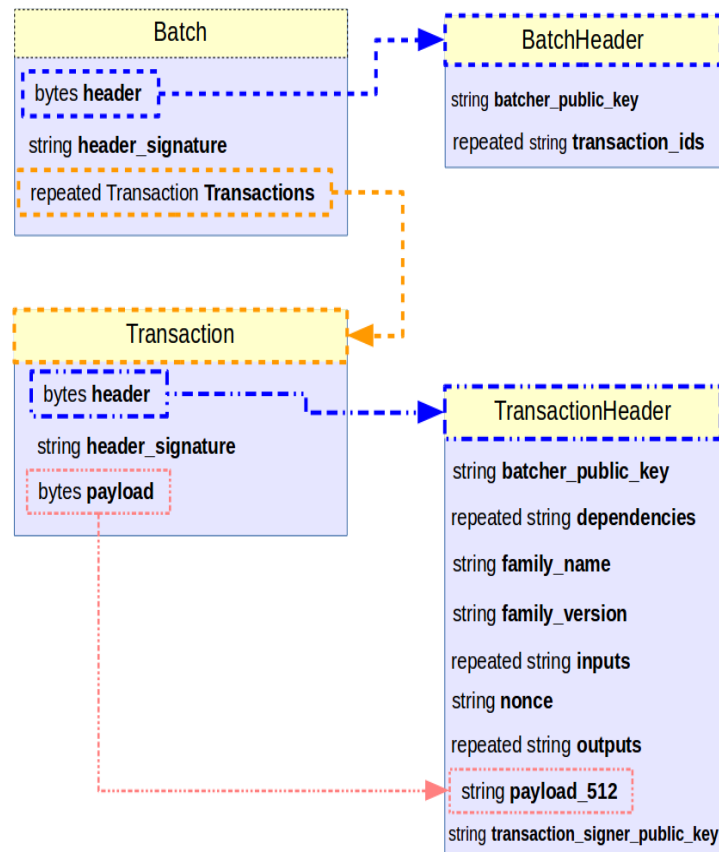 Batch
bytes header
string header_signature
repeated Transaction Transactions
BatchHeader
string batcher_public_key
repeated string transaction_ids
Transaction
bytes header
string header_signature
bytes payload
TransactionHeader
string batcher_public_key
repeated string dependencies
string family_name
string family_version
repeated string inputs
string nonce
repeated string outputs
string payload_512
string transaction_signer_public_key